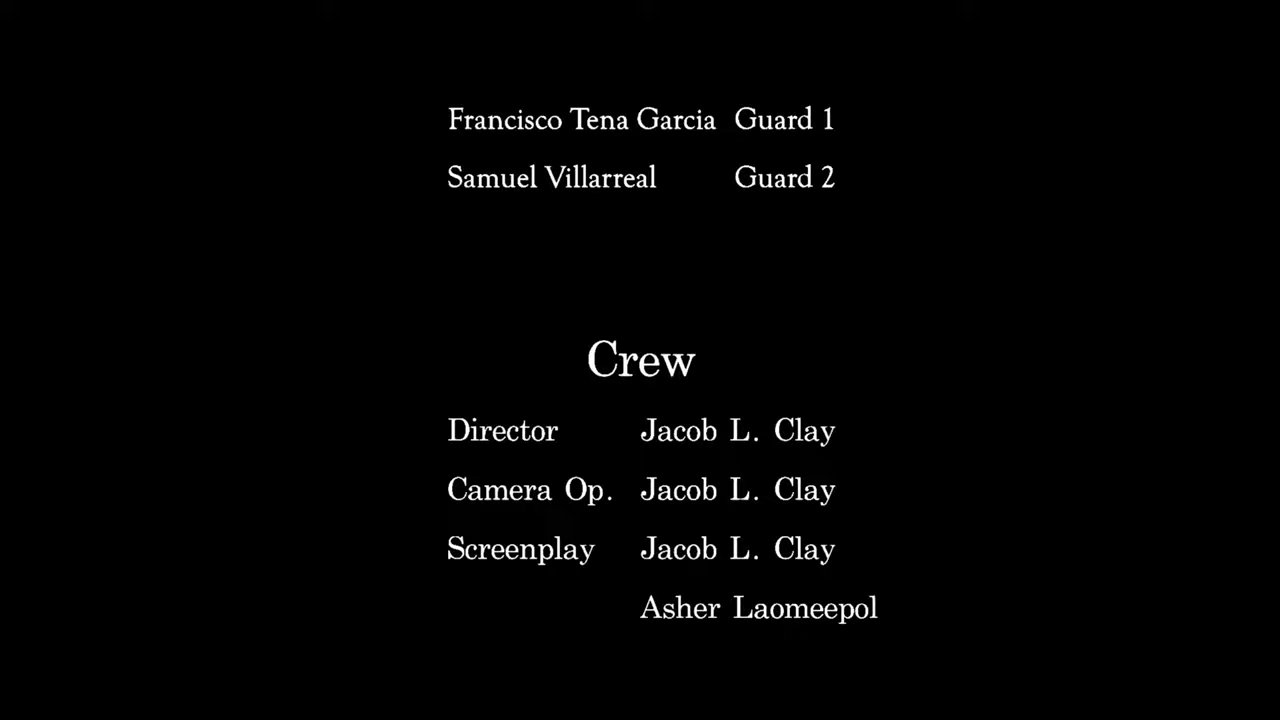 Francisco Tena Garcia Guard 1
Samuel Villarreal Guard 2
Crew
Director Jacob L. Clay
Camera Op. Jacob L. Clay
Screenplay Jacob L. Clay
Asher Laomeepol